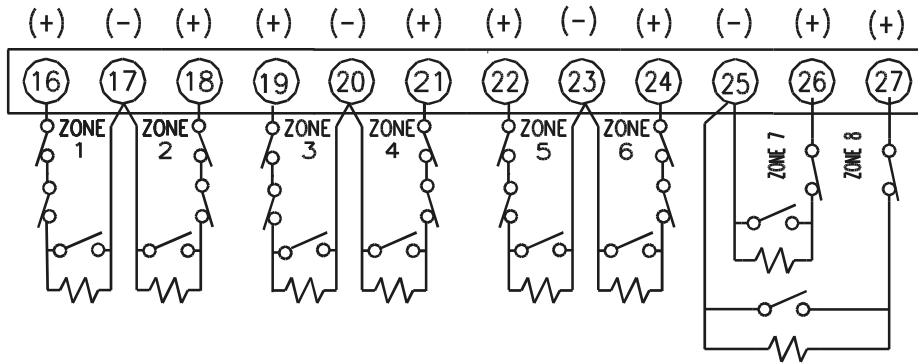 (+) (-) (+) (+) (-) (+) (+) (-) (+) (-) (+) (+)
16 17 18 19 20 21 22 23 24 25 26 27
ZONE 1
ZONE 2
ZONE 3
ZONE 4
ZONE 5
ZONE 6
ZONE 7
ZONE 8